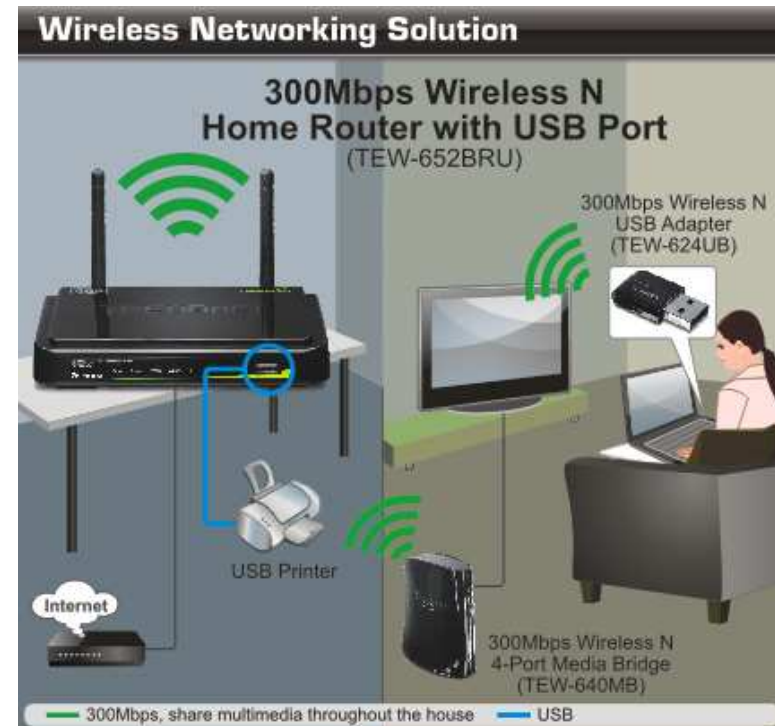 Wireless Networking Solution
300Mbps Wireless N
Home Router with USB Port
(TEW-652BRU)
300Mbps Wireless N
USB Adapter
(TEW-624UB)
USB Printer
Internet
300Mbps Wireless N
4-Port Media Bridge
(TEW-640MB)
300Mbps, share multimedia throughout the house
USB